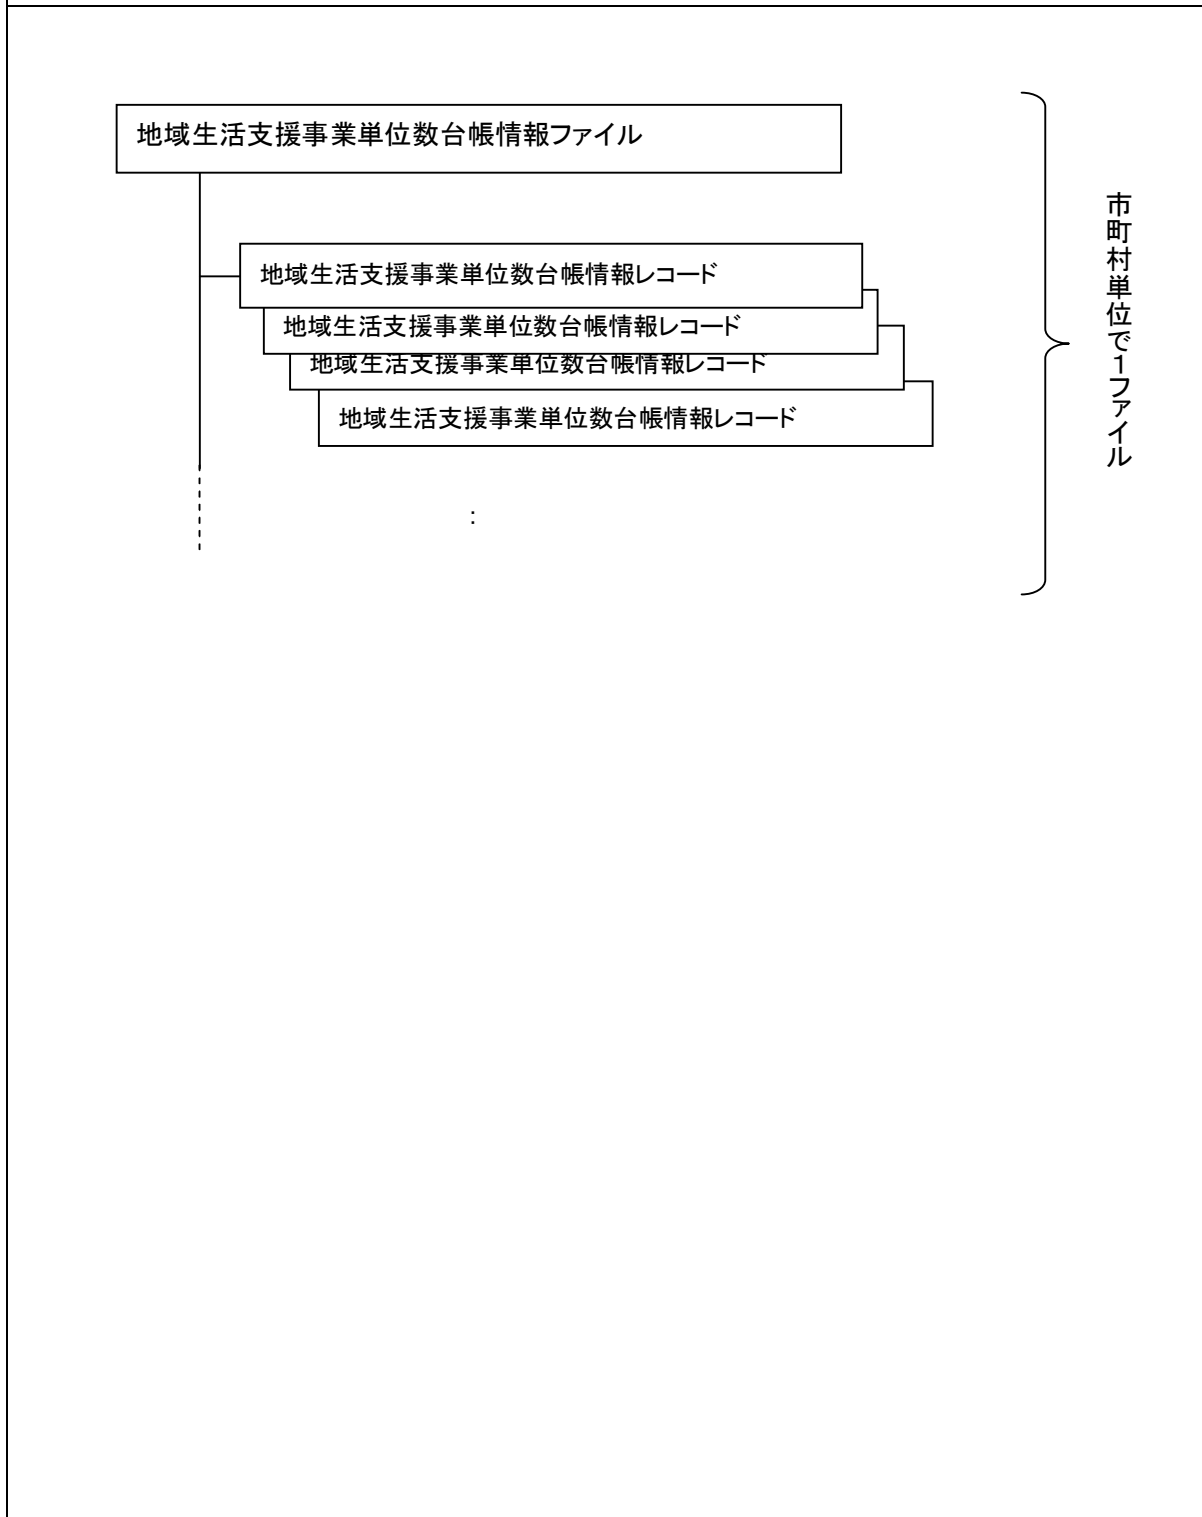 地域生活支援事業単位数台帳情報ファイル
地域生活支援事業単位数台帳情報レコード
地域生活支援事業単位数台帳情報レコード
地域生活支援事業単位数台帳情報レコード
地域生活支援事業単位数台帳情報レコード
:
市町村単位で１ファイル